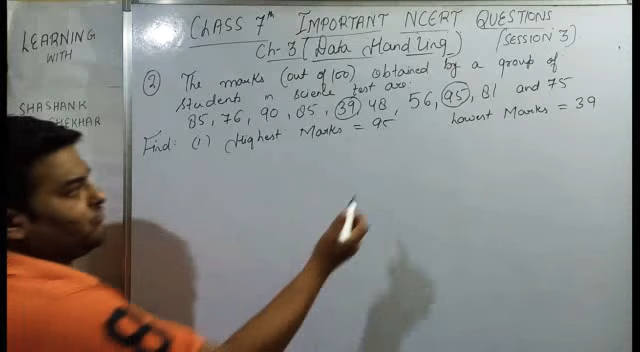 LEARNING WITH SHASHANK SHEKHAR
CLASS 7th IMPORTANT NCERT QUESTIONS
Ch-3 (Data Handling) (SESSION 3)
② The marks (out of 100) obtained by a group of
students in science test are:
85, 76, 90, 85, 39, 48, 56, 95, 81 and 75
Find: (1) Highest Marks = 95 Lowest Marks = 39
8